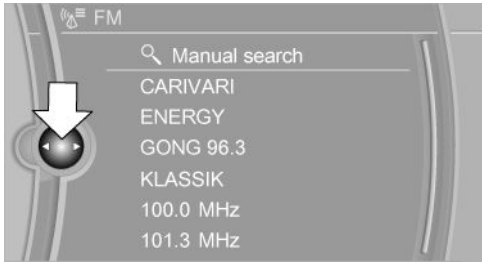 FM
Manual search
CARIVARI
ENERGY
GONG 96.3
KLASSIK
100.0 MHz
101.3 MHz